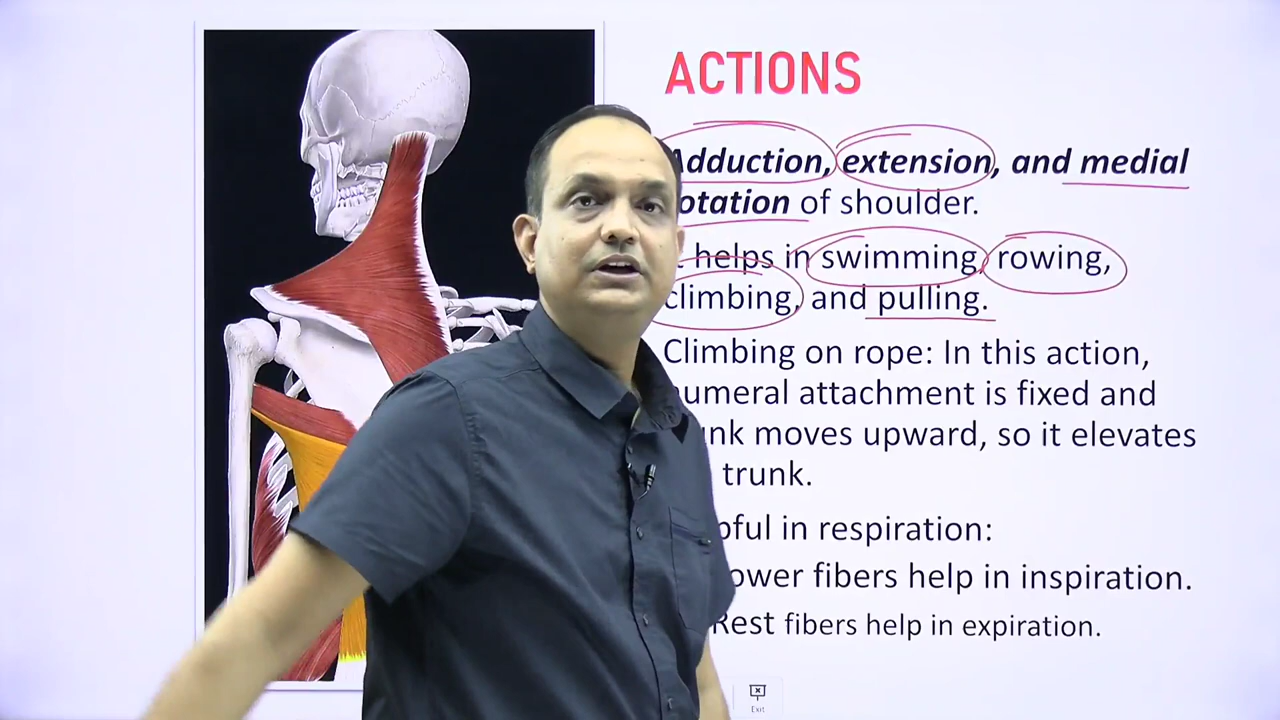 ACTIONS
Adduction, extension, and medial
otation of shoulder.
helps in swimming, rowing,
climbing, and pulling.
Climbing on rope: In this action,
umeral attachment is fixed and
nk moves upward, so it elevates
trunk.
pful in respiration:
ower fibers help in inspiration.
Rest fibers help in expiration.
Exit